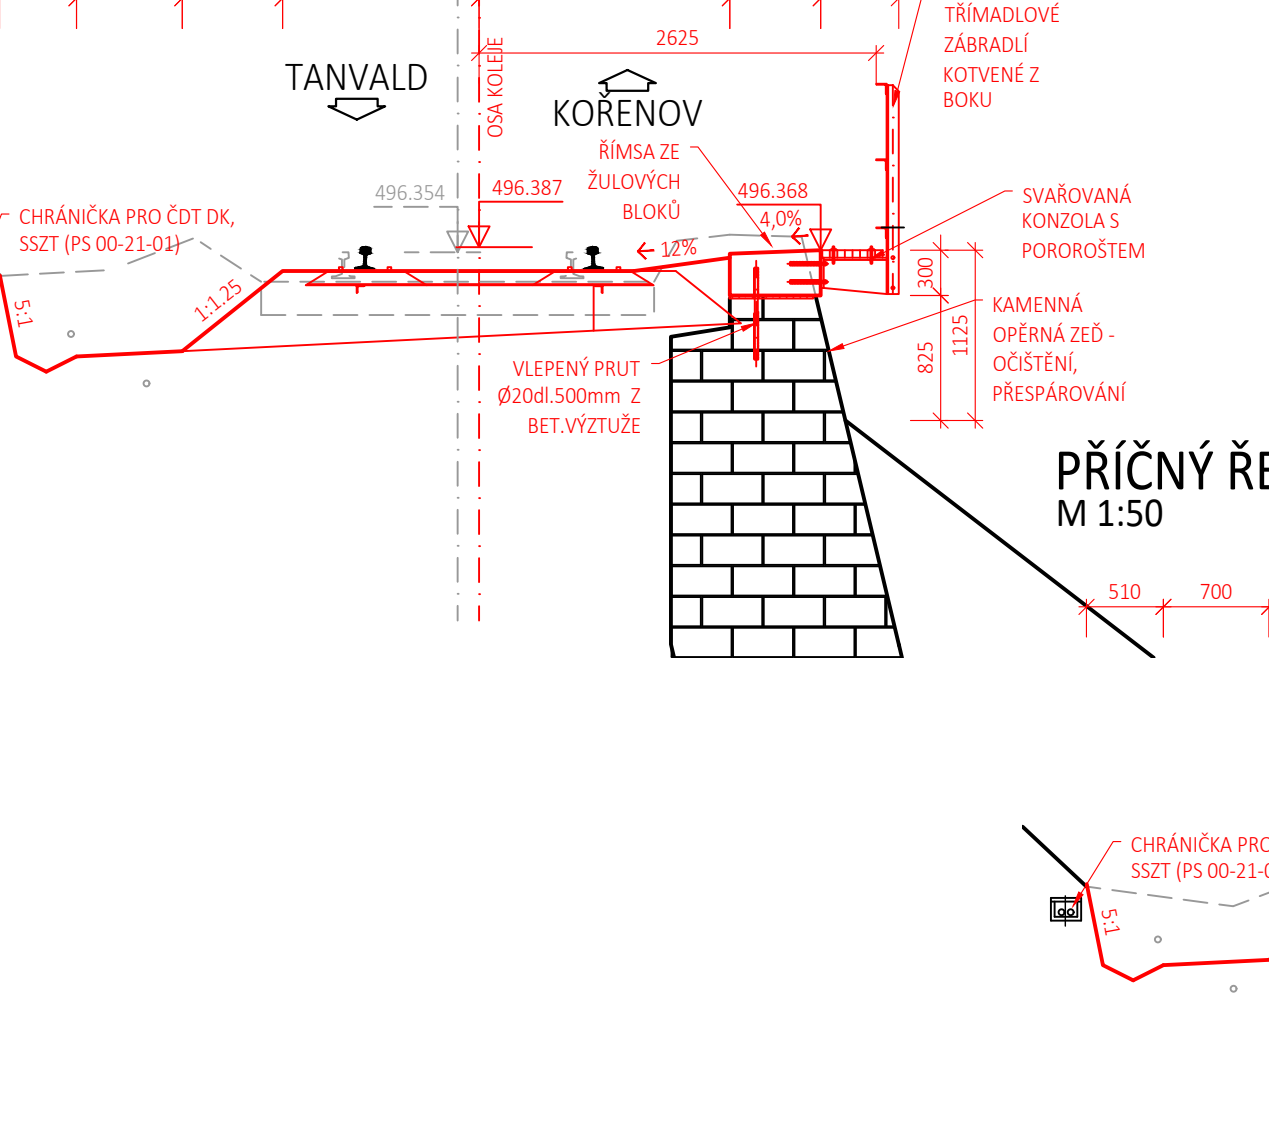 TŘÍMADLOVÉ
ZÁBRADLÍ
KOTVENÉ Z
BOKU
2625
OSA KOLEJE
TANVALD
KOŘENOV
ŘÍMSA ZE
ŽULOVÝCH
BLOKŮ
496.354
496.387
496.368
4,0%
12%
SVAŘOVANÁ
KONZOLA S
POROROŠTEM
CHRÁNIČKA PRO ČDT DK,
SSZT (PS 00-21-01)
5:1
1:1.25
300
825
1125
KAMENNÁ
OPĚRNÁ ZEĎ -
OČIŠTĚNÍ,
PŘESPÁROVÁNÍ
VLEPENÝ PRUT
Ø20dl.500mm Z
BET.VÝZTUŽE
PŘÍČNÝ ŘE
M 1:50
510
700
CHRÁNIČKA PRO
SSZT (PS 00-21-0
5:1